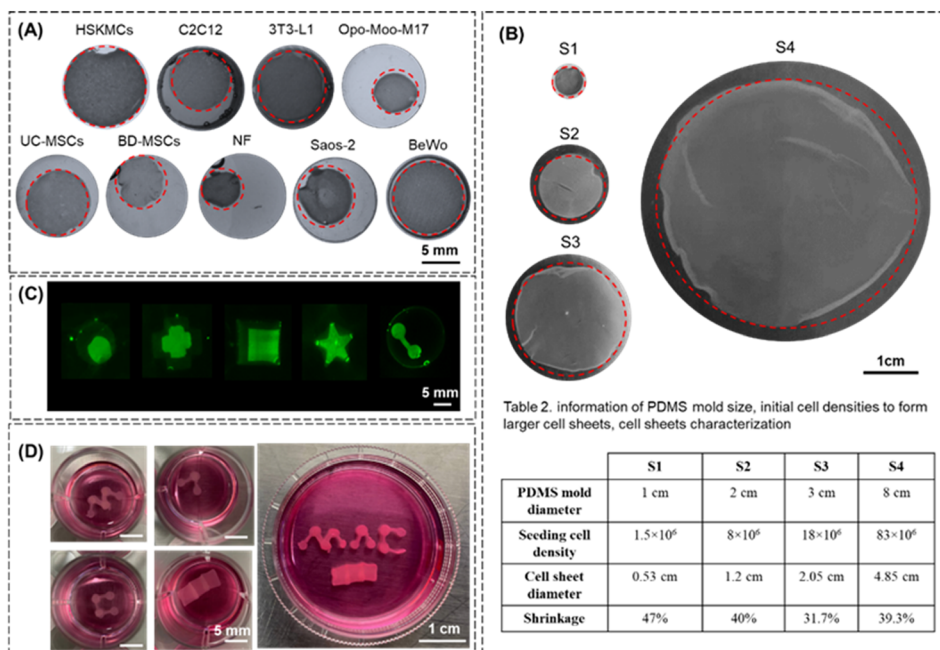 (A)
HSKMCs C2C12 3T3-L1 Opo-Moo-M17
UC-MSCs BD-MSCs NF Saos-2 BeWo
5 mm
(B)
S1 S4
S2
S3
1cm
Table 2. information of PDMS mold size, initial cell densities to form
larger cell sheets, cell sheets characterization
S1 S2 S3 S4
PDMS mold diameter 1 cm 2 cm 3 cm 8 cm
Seeding cell density 1.5×10⁶ 8×10⁶ 18×10⁶ 83×10⁶
Cell sheet diameter 0.53 cm 1.2 cm 2.05 cm 4.85 cm
Shrinkage 47% 40% 31.7% 39.3%
(C)
5 mm
(D)
MAC
5 mm
1 cm